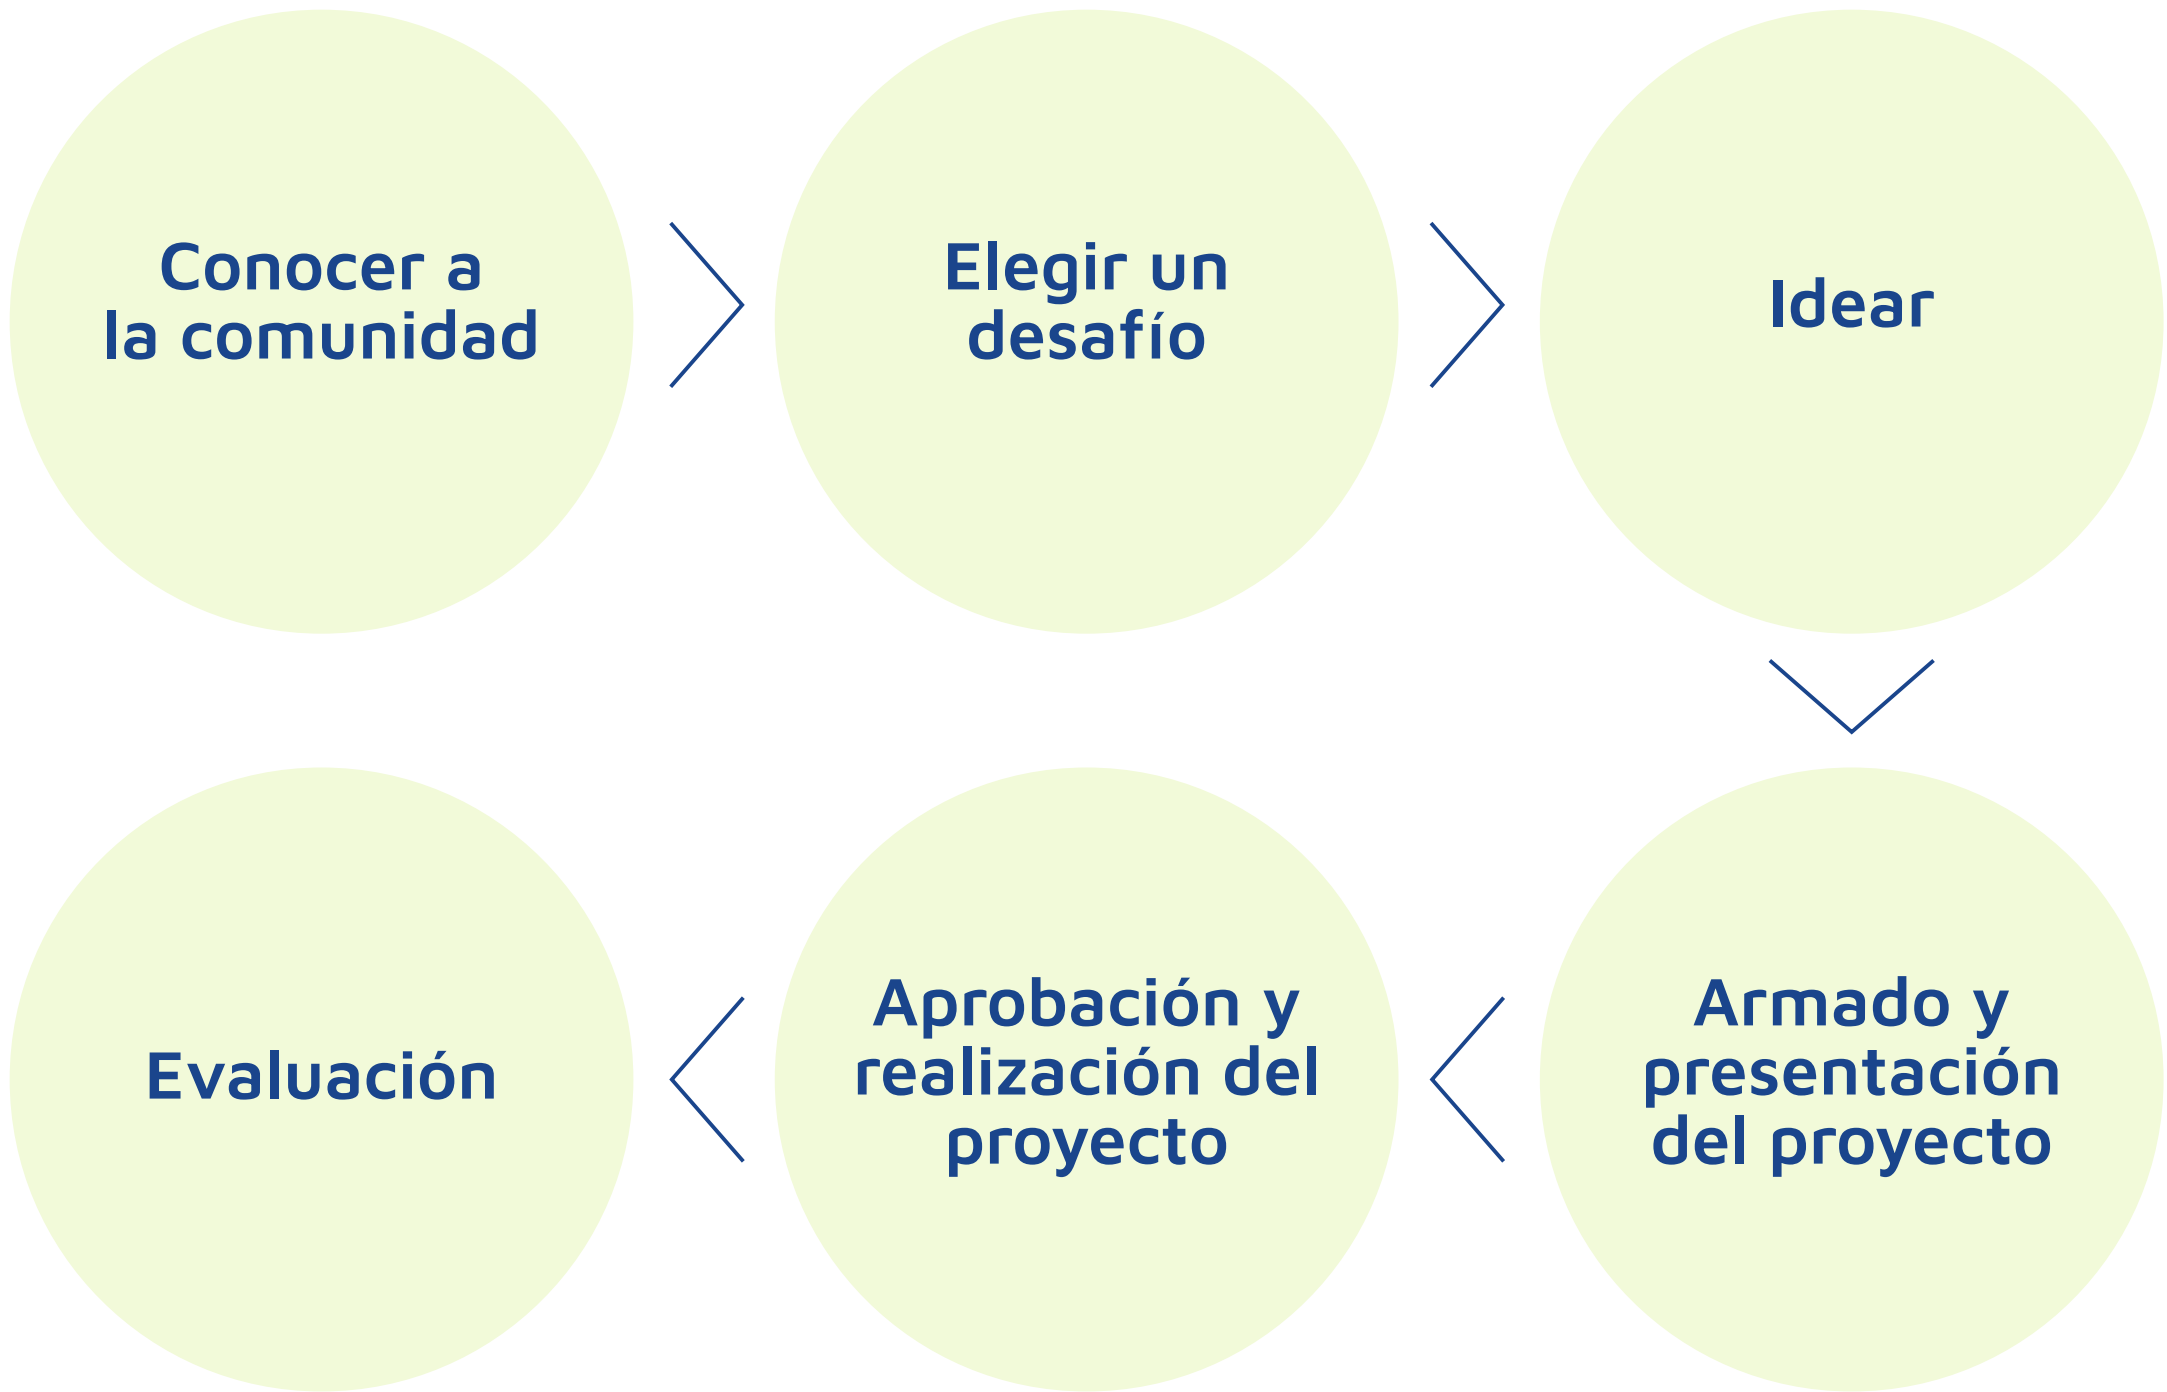 Conocer a
la comunidad
Elegir un
desafío
Idear
Armado y
presentación
del proyecto
Aprobación y
realización del
proyecto
Evaluación